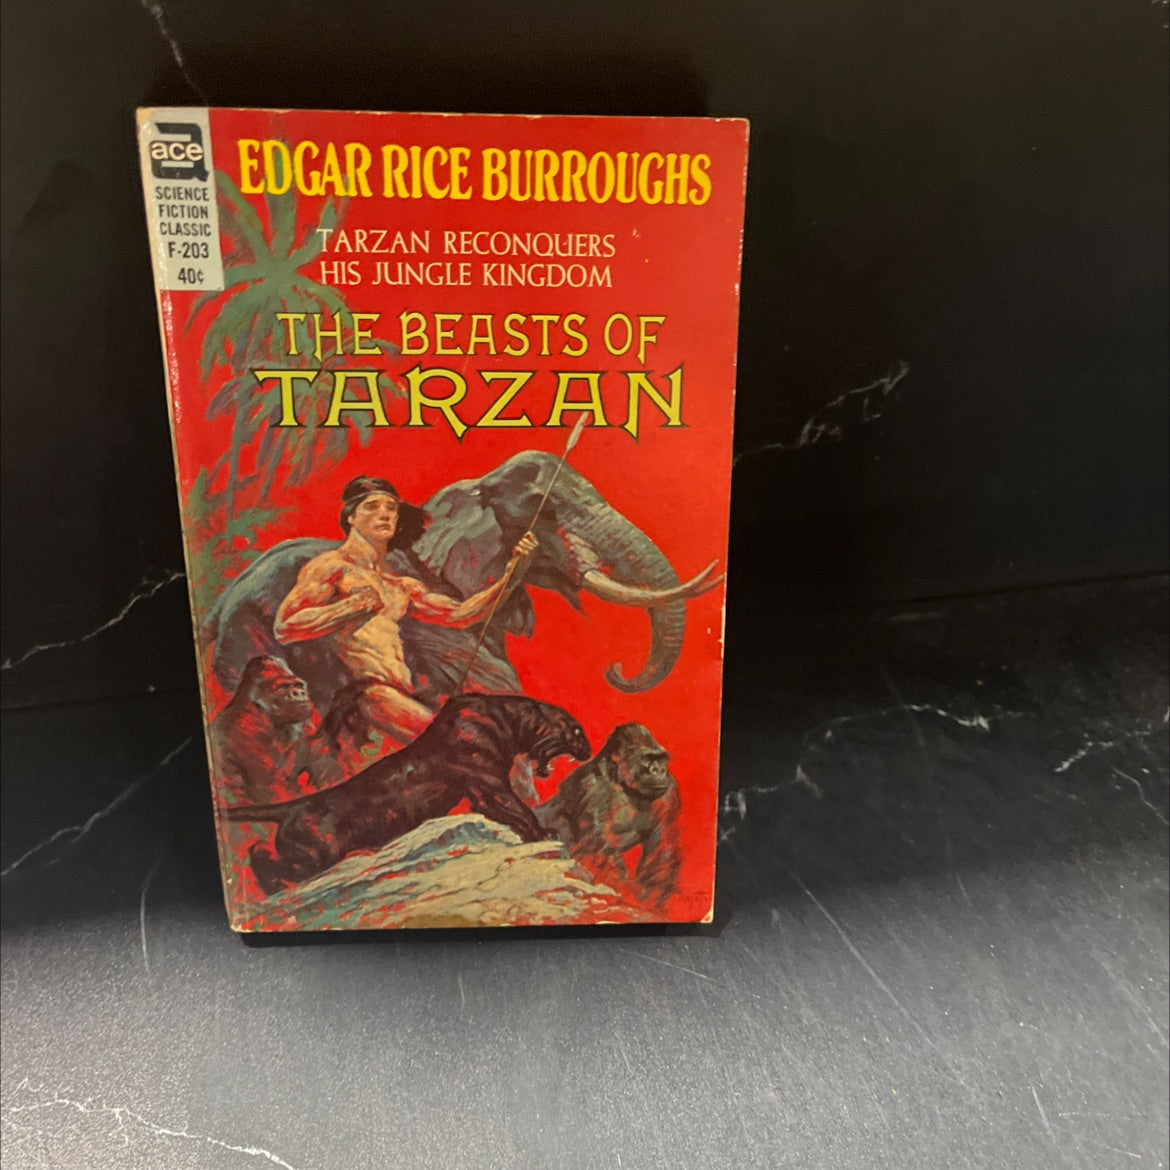 ace
SCIENCE
FICTION
CLASSIC
F-203
40¢
EDGAR RICE BURROUGHS
TARZAN RECONQUERS
HIS JUNGLE KINGDOM
THE BEASTS OF
TARZAN